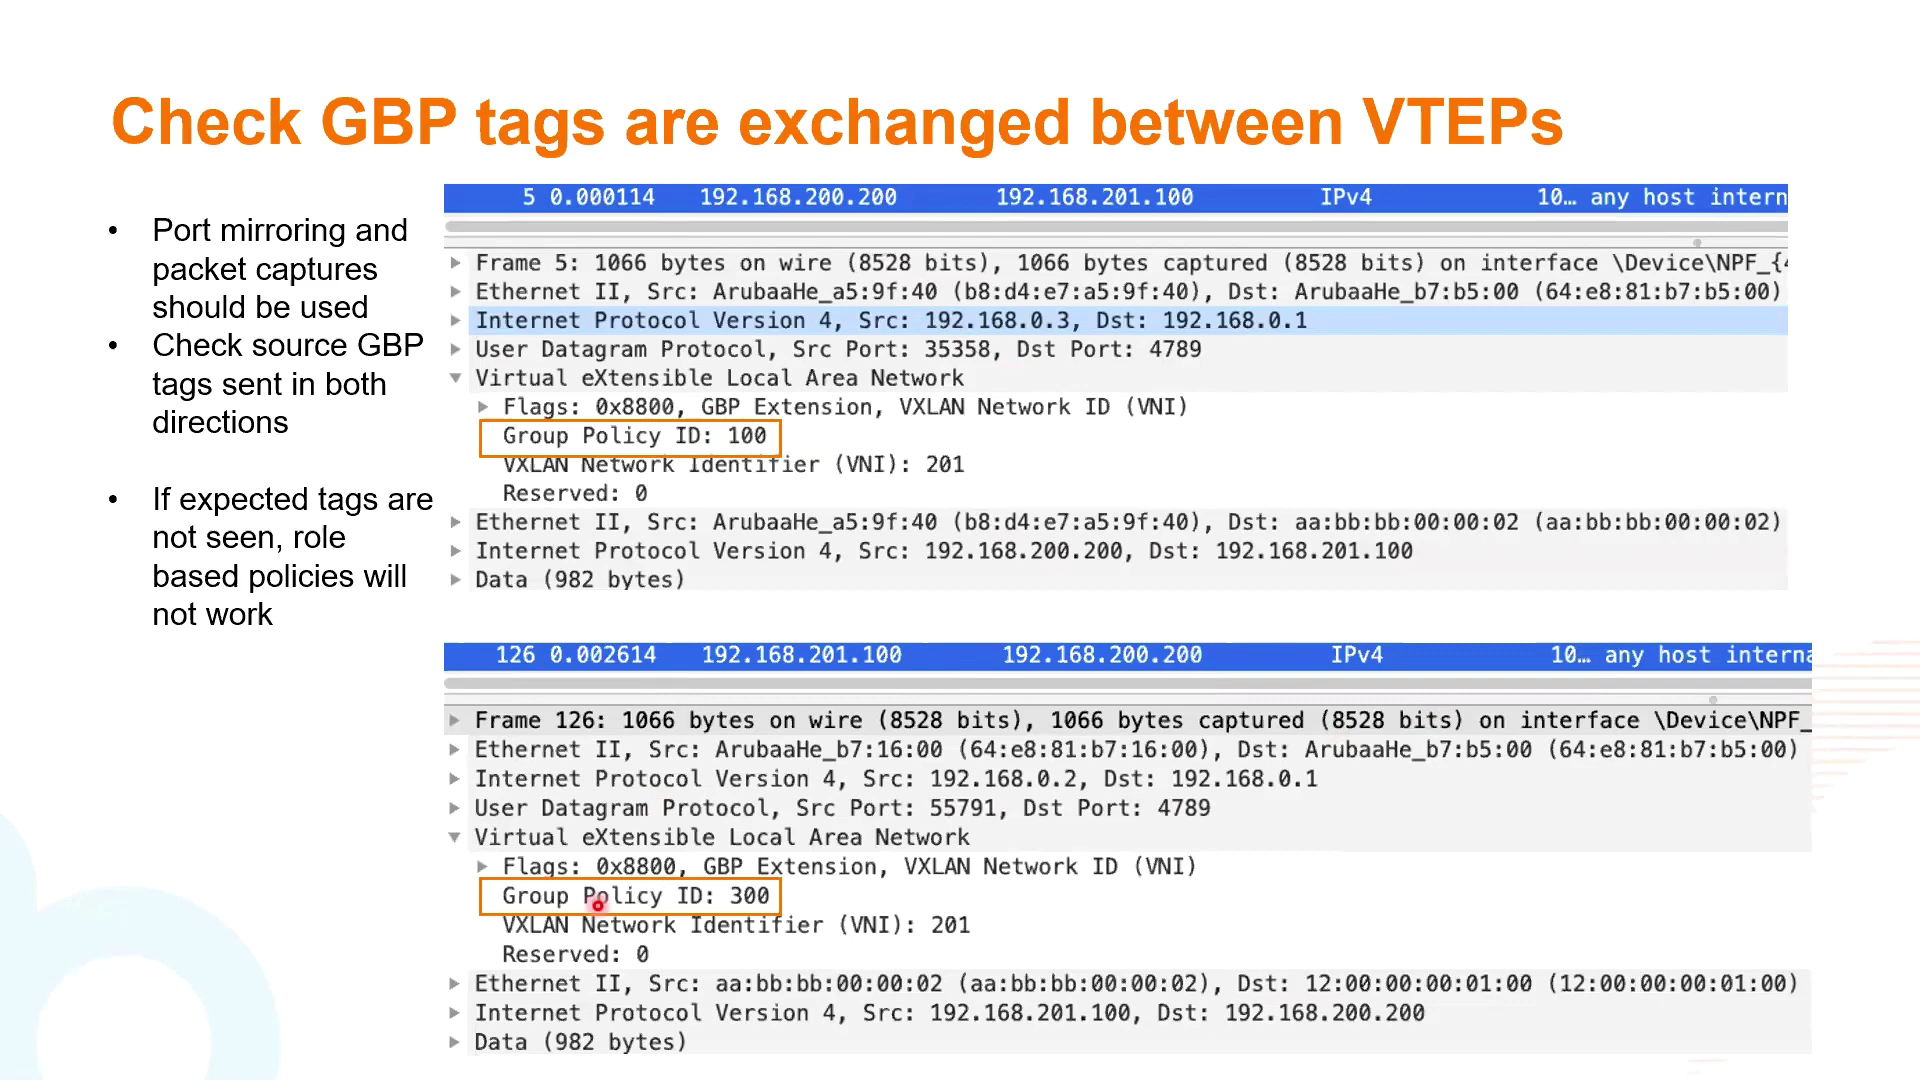 Check GBP tags are exchanged between VTEPs
• Port mirroring and
packet captures
should be used
• Check source GBP
tags sent in both
directions
• If expected tags are
not seen, role
based policies will
not work
5 0.000114 192.168.200.200 192.168.201.100 IPv4 10… any host intern
Frame 5: 1066 bytes on wire (8528 bits), 1066 bytes captured (8528 bits) on interface \Device\NPF_{
Ethernet II, Src: ArubaaHe_a5:9f:40 (b8:d4:e7:a5:9f:40), Dst: ArubaaHe_b7:b5:00 (64:e8:81:b7:b5:00)
Internet Protocol Version 4, Src: 192.168.0.3, Dst: 192.168.0.1
User Datagram Protocol, Src Port: 35358, Dst Port: 4789
Virtual eXtensible Local Area Network
Flags: 0x8800, GBP Extension, VXLAN Network ID (VNI)
Group Policy ID: 100
VXLAN Network Identifier (VNI): 201
Reserved: 0
Ethernet II, Src: ArubaaHe_a5:9f:40 (b8:d4:e7:a5:9f:40), Dst: aa:bb:bb:00:00:02 (aa:bb:bb:00:00:02)
Internet Protocol Version 4, Src: 192.168.200.200, Dst: 192.168.201.100
Data (982 bytes)
126 0.002614 192.168.201.100 192.168.200.200 IPv4 10… any host interna
Frame 126: 1066 bytes on wire (8528 bits), 1066 bytes captured (8528 bits) on interface \Device\NPF_
Ethernet II, Src: ArubaaHe_b7:16:00 (64:e8:81:b7:16:00), Dst: ArubaaHe_b7:b5:00 (64:e8:81:b7:b5:00)
Internet Protocol Version 4, Src: 192.168.0.2, Dst: 192.168.0.1
User Datagram Protocol, Src Port: 55791, Dst Port: 4789
Virtual eXtensible Local Area Network
Flags: 0x8800, GBP Extension, VXLAN Network ID (VNI)
Group Policy ID: 300
VXLAN Network Identifier (VNI): 201
Reserved: 0
Ethernet II, Src: aa:bb:bb:00:00:02 (aa:bb:bb:00:00:02), Dst: 12:00:00:00:01:00 (12:00:00:00:01:00)
Internet Protocol Version 4, Src: 192.168.201.100, Dst: 192.168.200.200
Data (982 bytes)